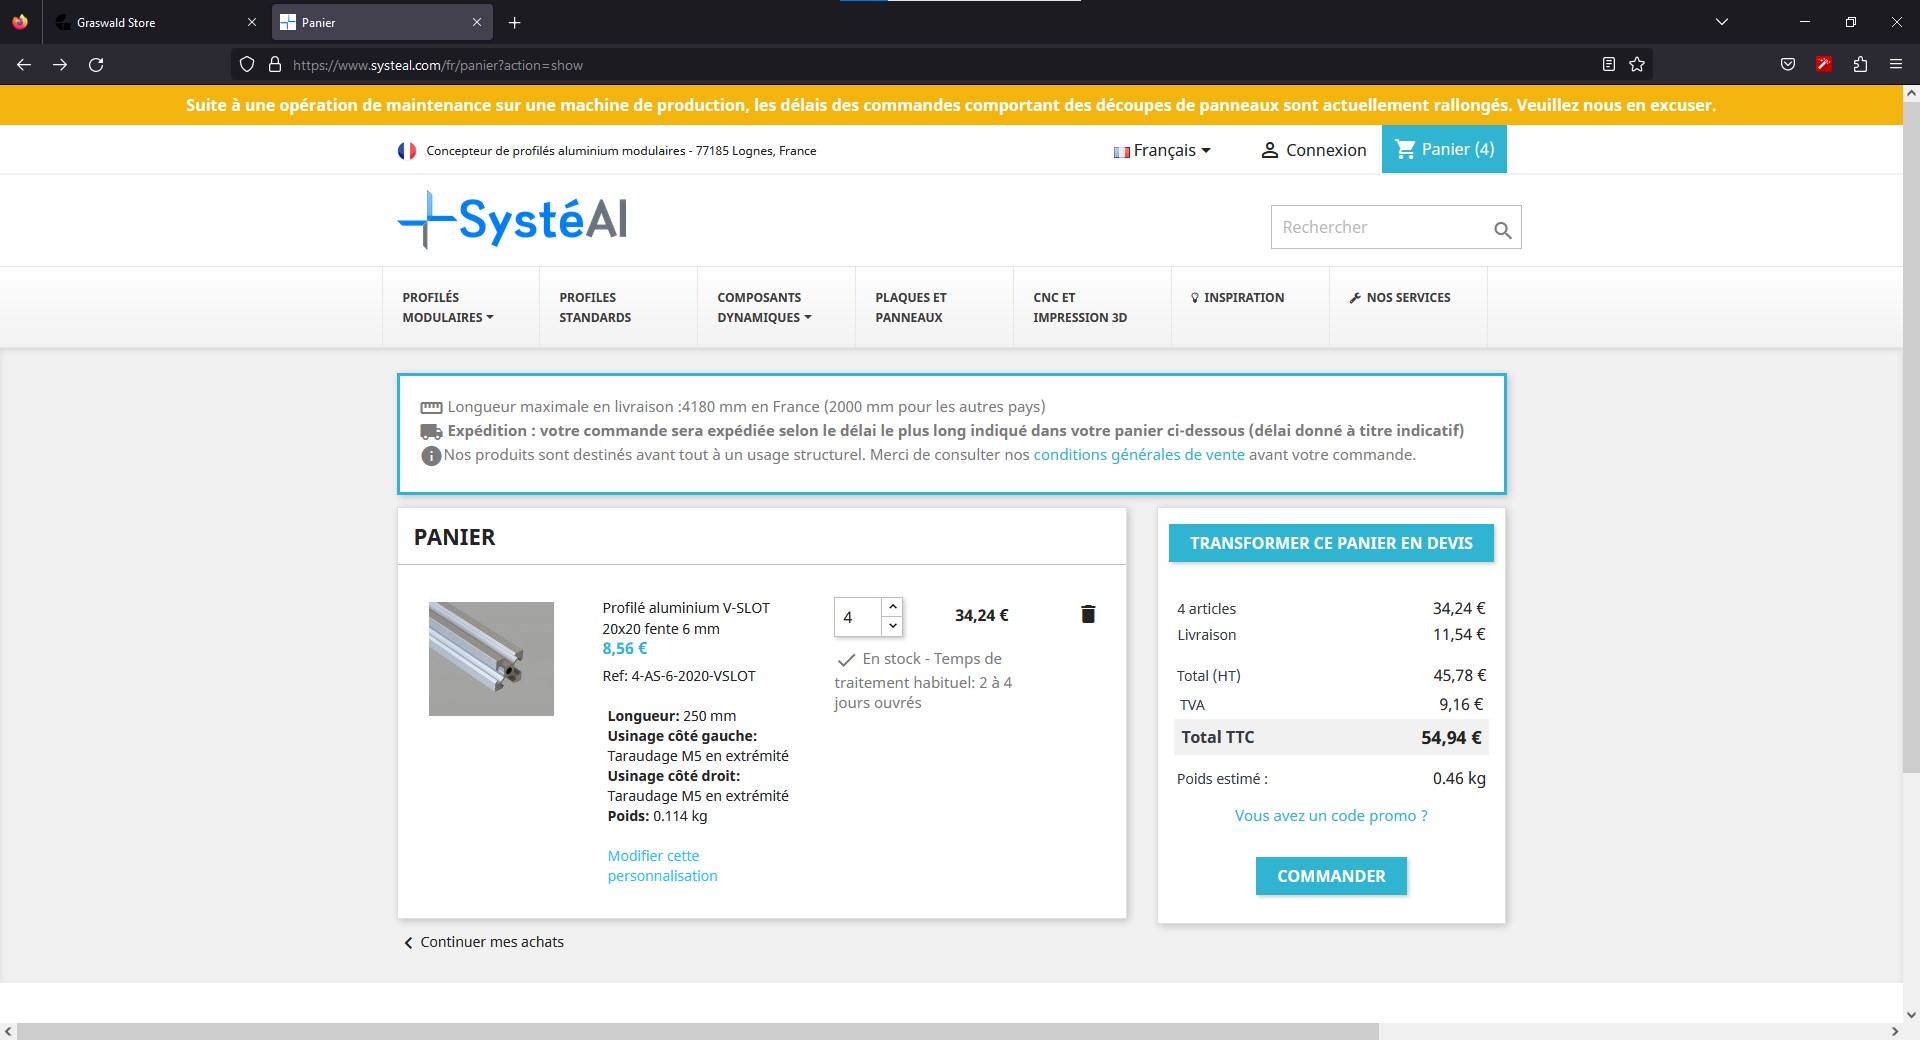 Graswald Store
Panier
https://www.systeal.com/fr/panier?action=show
Suite à une opération de maintenance sur une machine de production, les délais des commandes comportant des découpes de panneaux sont actuellement rallongés. Veuillez nous en excuser.
Concepteur de profilés aluminium modulaires - 77185 Lognes, France
Français
Connexion
Panier (4)
SystéAl
Rechercher
PROFILÉS
MODULAIRES
PROFILES
STANDARDS
COMPOSANTS
DYNAMIQUES
PLAQUES ET
PANNEAUX
CNC ET
IMPRESSION 3D
INSPIRATION
NOS SERVICES
Longueur maximale en livraison :4180 mm en France (2000 mm pour les autres pays)
Expédition : votre commande sera expédiée selon le délai le plus long indiqué dans votre panier ci-dessous (délai donné à titre indicatif)
Nos produits sont destinés avant tout à un usage structurel. Merci de consulter nos conditions générales de vente avant votre commande.
PANIER
Profilé aluminium V-SLOT
20x20 fente 6 mm
8,56 €
Ref: 4-AS-6-2020-VSLOT
Longueur: 250 mm
Usinage côté gauche:
Taraudage M5 en extrémité
Usinage côté droit:
Taraudage M5 en extrémité
Poids: 0.114 kg
Modifier cette
personnalisation
4
34,24 €
En stock - Temps de
traitement habituel: 2 à 4
jours ouvrés
TRANSFORMER CE PANIER EN DEVIS
4 articles 34,24 €
Livraison 11,54 €
Total (HT) 45,78 €
TVA 9,16 €
Total TTC 54,94 €
Poids estimé : 0.46 kg
Vous avez un code promo ?
COMMANDER
Continuer mes achats